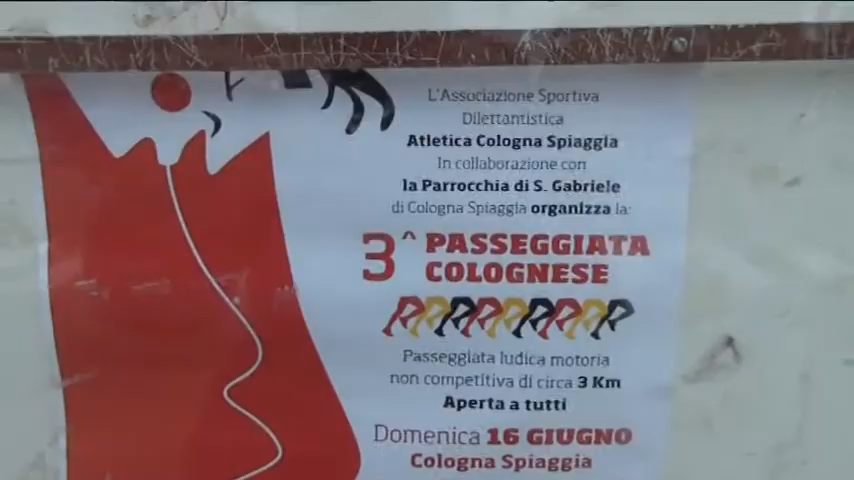 L'Associazione Sportiva
Dilettantistica
Atletica Cologna Spiaggia
In collaborazione con
la Parrocchia di S. Gabriele
di Cologna Spiaggia organizza la:
3^ PASSEGGIATA
COLOGNESE
Passeggiata ludica motoria
non competitiva di circa 3 Km
Aperta a tutti
Domenica 16 GIUGNO
Cologna Spiaggia